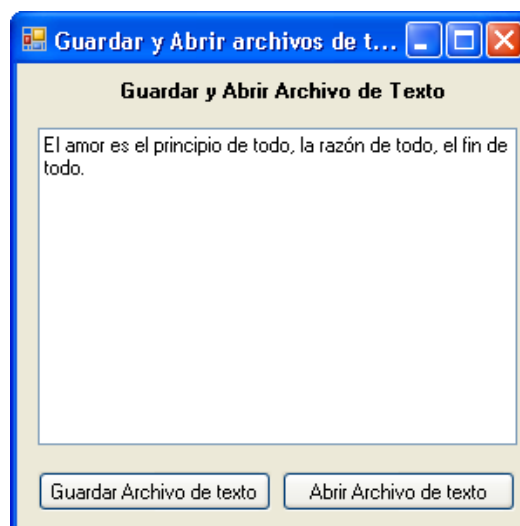 Guardar y Abrir archivos de t...
Guardar y Abrir Archivo de Texto
El amor es el principio de todo, la razón de todo, el fin de
todo.
Guardar Archivo de texto
Abrir Archivo de texto